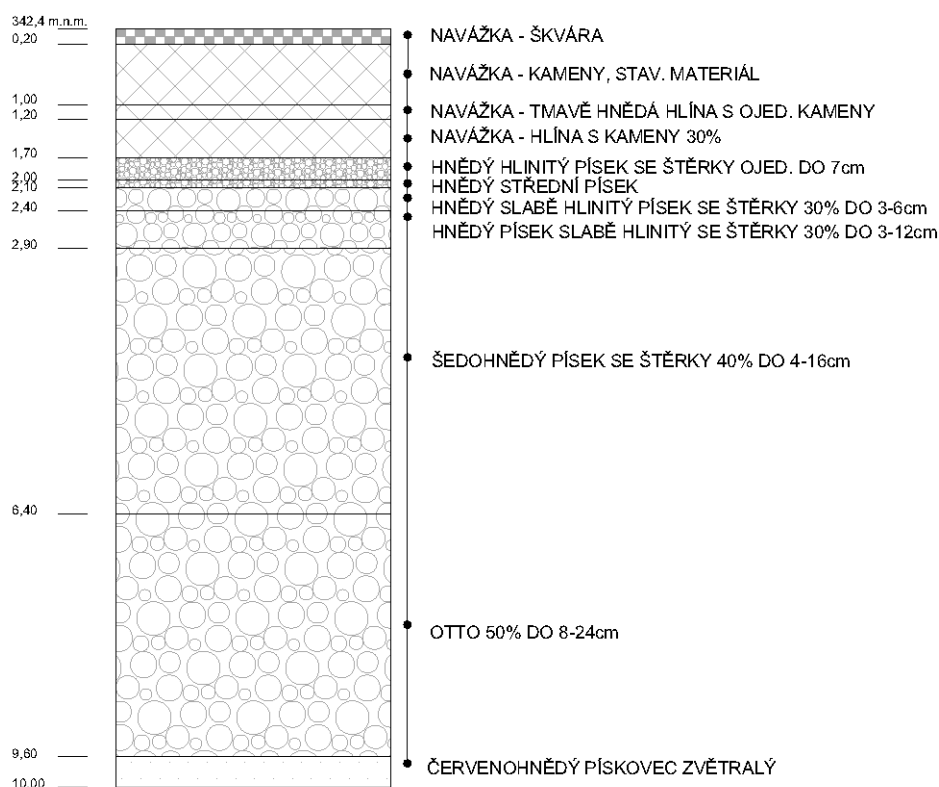 342,4 m.n.m.
0,20
NAVÁŽKA - ŠKVÁRA
NAVÁŽKA - KAMENY, STAV. MATERIÁL
1,00
NAVÁŽKA - TMAVĚ HNĚDÁ HLÍNA S OJED. KAMENY
1,20
NAVÁŽKA - HLÍNA S KAMENY 30%
1,70
HNĚDÝ HLINITÝ PÍSEK SE ŠTĚRKY OJED. DO 7cm
2,00
HNĚDÝ STŘEDNÍ PÍSEK
2,10
HNĚDÝ SLABĚ HLINITÝ PÍSEK SE ŠTĚRKY 30% DO 3-6cm
2,40
HNĚDÝ PÍSEK SLABĚ HLINITÝ SE ŠTĚRKY 30% DO 3-12cm
2,90
ŠEDOHNĚDÝ PÍSEK SE ŠTĚRKY 40% DO 4-16cm
6,40
OTTO 50% DO 8-24cm
9,60
ČERVENOHNĚDÝ PÍSKOVEC ZVĚTRALÝ
10,00